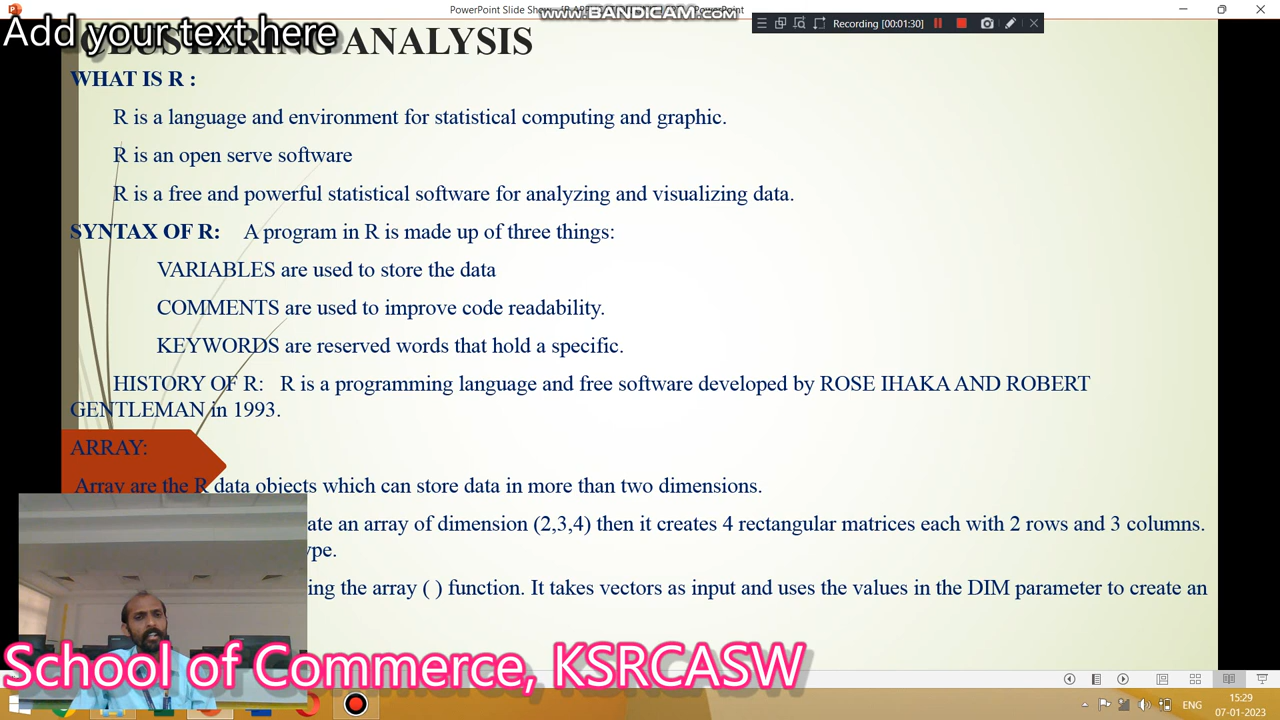 PowerPoint Slide Show
www.BANDICAM.com
Recording [00:01:30]
Add your text here
CLUSTERING ANALYSIS
WHAT IS R :
R is a language and environment for statistical computing and graphic.
R is an open serve software
R is a free and powerful statistical software for analyzing and visualizing data.
SYNTAX OF R: A program in R is made up of three things:
VARIABLES are used to store the data
COMMENTS are used to improve code readability.
KEYWORDS are reserved words that hold a specific.
HISTORY OF R: R is a programming language and free software developed by ROSE IHAKA AND ROBERT
GENTLEMAN in 1993.
ARRAY:
Array are the R data objects which can store data in more than two dimensions.
ate an array of dimension (2,3,4) then it creates 4 rectangular matrices each with 2 rows and 3 columns.
ype.
ing the array ( ) function. It takes vectors as input and uses the values in the DIM parameter to create an
School of Commerce, KSRCASW
ENG
15:29
07-01-2023